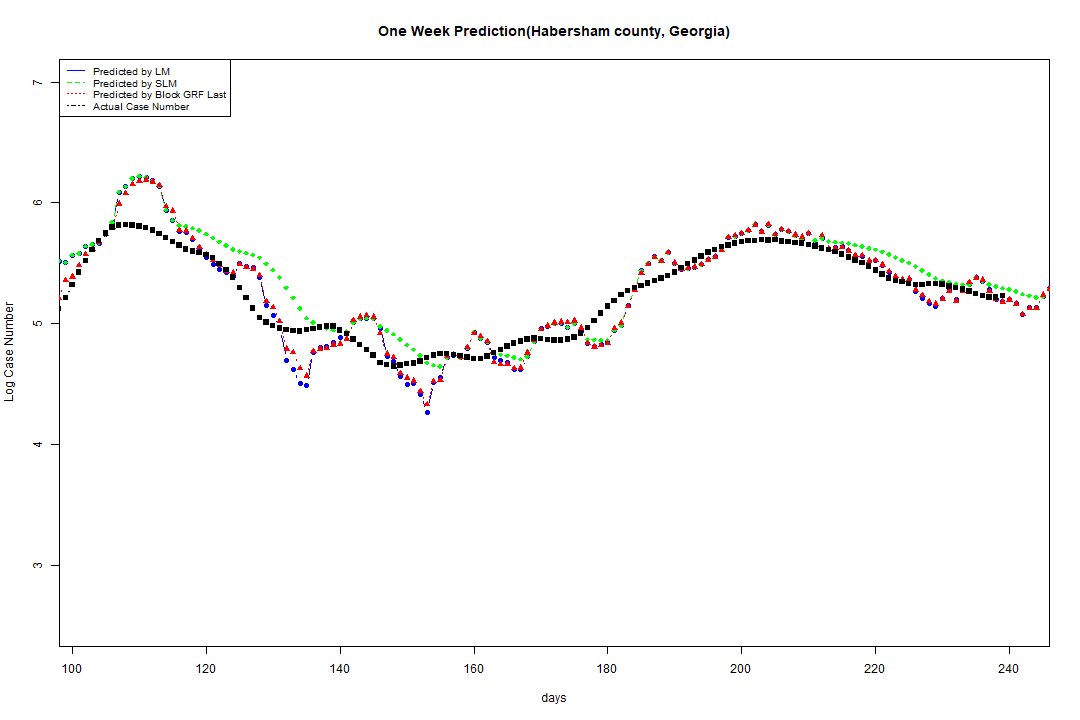 One Week Prediction(Habersham county, Georgia)
Predicted by LM
Predicted by SLM
Predicted by Block GRF Last
Actual Case Number
7
6
5
4
3
Log Case Number
100 120 140 160 180 200 220 240
days